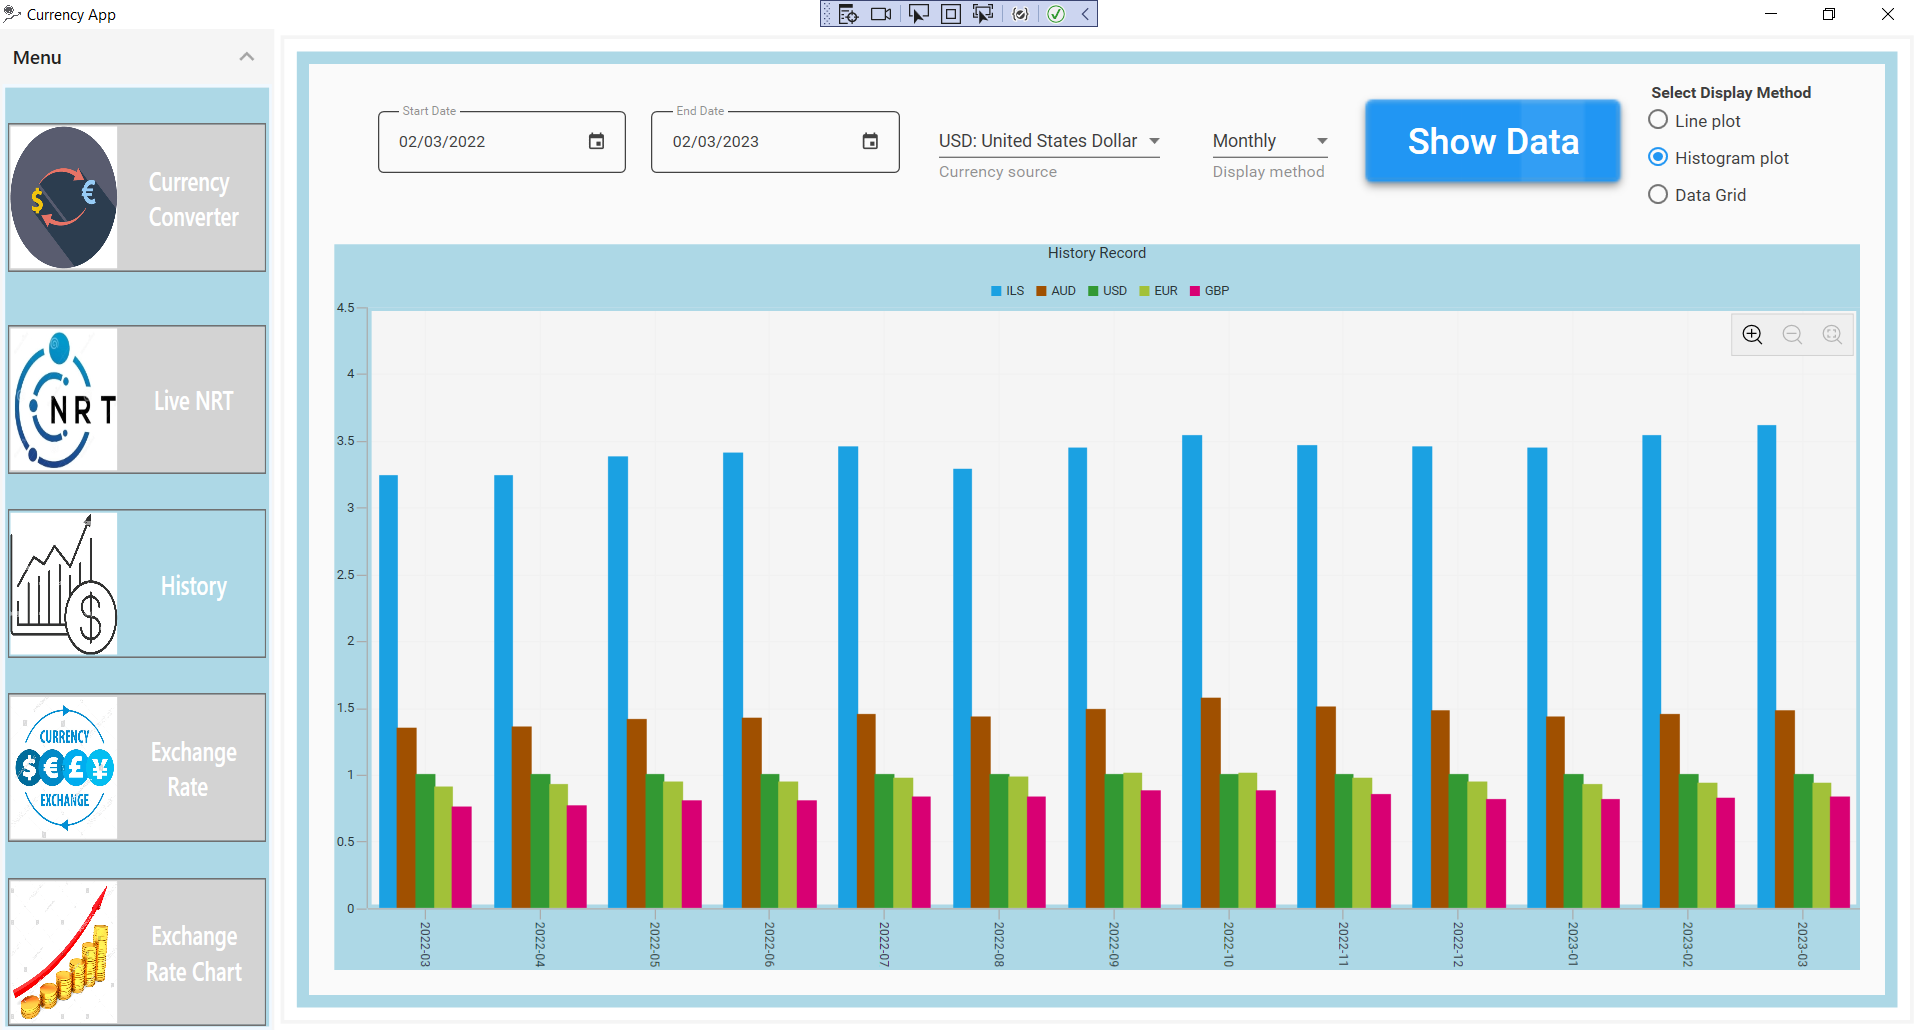 Currency App
Menu
Currency
Converter
NRT
Live NRT
History
CURRENCY
$ € £ ¥
EXCHANGE
Exchange
Rate
Exchange
Rate Chart
Start Date
02/03/2022
End Date
02/03/2023
USD: United States Dollar
Currency source
Monthly
Display method
Show Data
Select Display Method
Line plot
Histogram plot
Data Grid
History Record
ILS AUD USD EUR GBP
4.5
4
3.5
3
2.5
2
1.5
1
0.5
0
2022-03
2022-04
2022-05
2022-06
2022-07
2022-08
2022-09
2022-10
2022-11
2022-12
2023-01
2023-02
2023-03